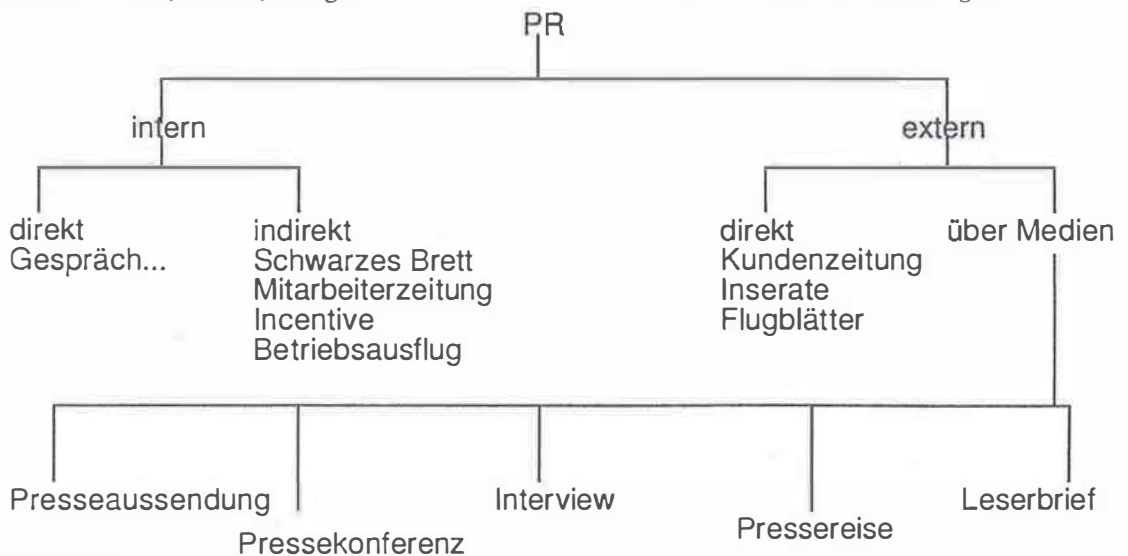 PR
intern
extern
direkt
Gespräch...
indirekt
Schwarzes Brett
Mitarbeiterzeitung
Incentive
Betriebsausflug
direkt
Kundenzeitung
Inserate
Flugblätter
über Medien
Presseaussendung
Pressekonferenz
Interview
Pressereise
Leserbrief